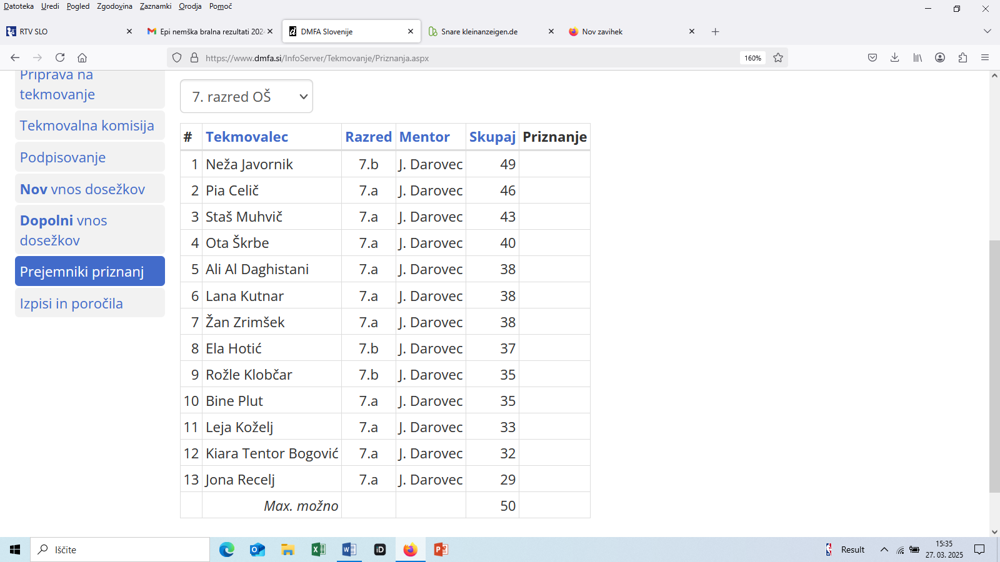 Datoteka Uredi Pogled Zgodovina Zaznamki Orodja Pomoč
RTV SLO
Epi nemška bralna rezultati 202
DMFA Slovenije
Snare kleinanzeigen.de
Nov zavihek
https://www.dmfa.si/InfoServer/Tekmovanje/Priznanja.aspx
160%
Priprava na
tekmovanje
Tekmovalna komisija
Podpisovanje
Nov vnos dosežkov
Dopolni vnos
dosežkov
Prejemniki priznanj
Izpisi in poročila
7. razred OŠ
# Tekmovalec Razred Mentor Skupaj Priznanje
1 Neža Javornik 7.b J. Darovec 49
2 Pia Celič 7.a J. Darovec 46
3 Staš Muhvič 7.a J. Darovec 43
4 Ota Škrbe 7.a J. Darovec 40
5 Ali Al Daghistani 7.a J. Darovec 38
6 Lana Kutnar 7.a J. Darovec 38
7 Žan Zrimšek 7.a J. Darovec 38
8 Ela Hotić 7.b J. Darovec 37
9 Rožle Klobčar 7.b J. Darovec 35
10 Bine Plut 7.a J. Darovec 35
11 Leja Koželj 7.a J. Darovec 33
12 Kiara Tentor Bogović 7.a J. Darovec 32
13 Jona Recelj 7.a J. Darovec 29
Max. možno 50
Iščite
iD
Result
15:35
27. 03. 2025